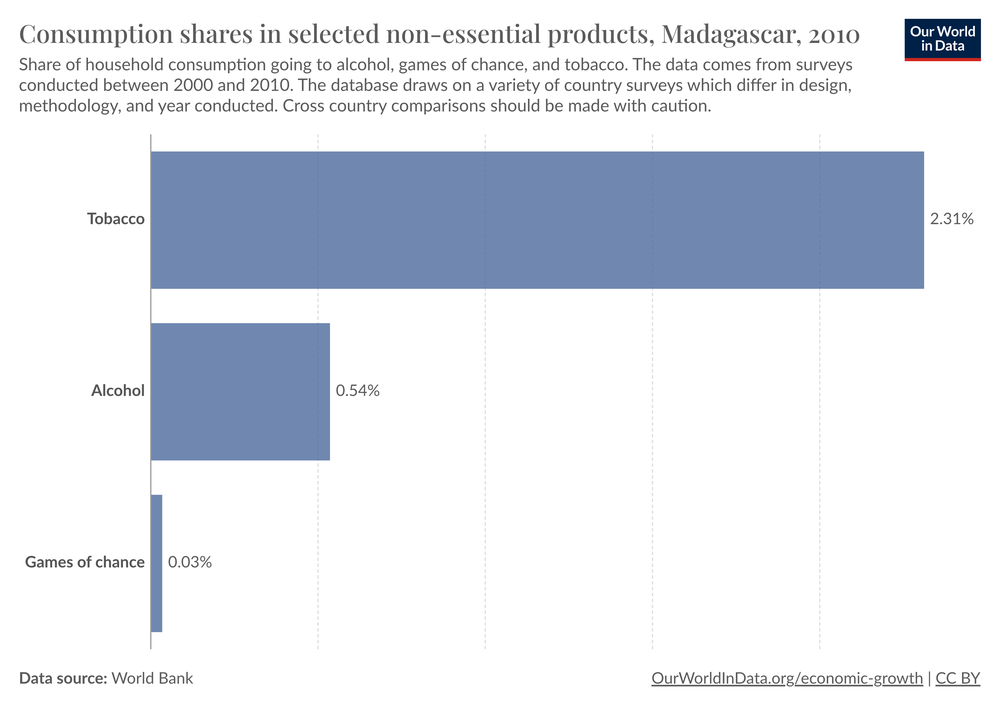 Consumption shares in selected non-essential products, Madagascar, 2010
Our World
in Data
Share of household consumption going to alcohol, games of chance, and tobacco. The data comes from surveys
conducted between 2000 and 2010. The database draws on a variety of country surveys which differ in design,
methodology, and year conducted. Cross country comparisons should be made with caution.
Tobacco
2.31%
Alcohol
0.54%
Games of chance
0.03%
Data source: World Bank
OurWorldInData.org/economic-growth | CC BY